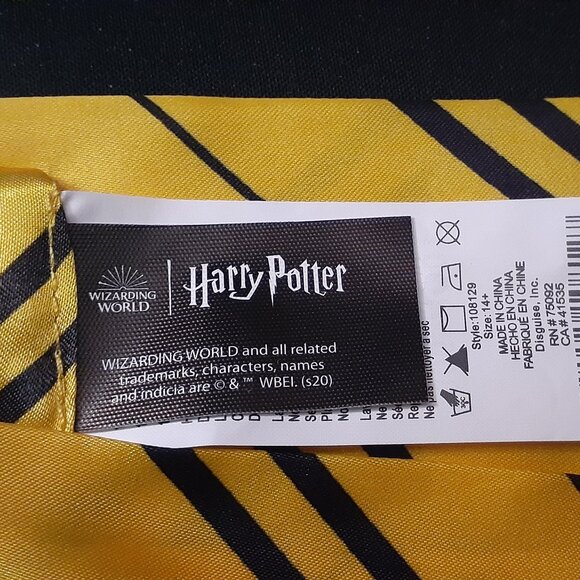 WIZARDING
WORLD
Harry Potter
WIZARDING WORLD and all related
trademarks, characters, names
and indicia are © & ™ WBEI. (s20)
Ne pas nettoyer à sec
Style:108129
Size: 14+
MADE IN CHINA
HECHO EN CHINA
FABRIQUÉ EN CHINE
Disguise, Inc.
RN # 75092
CA # 41535